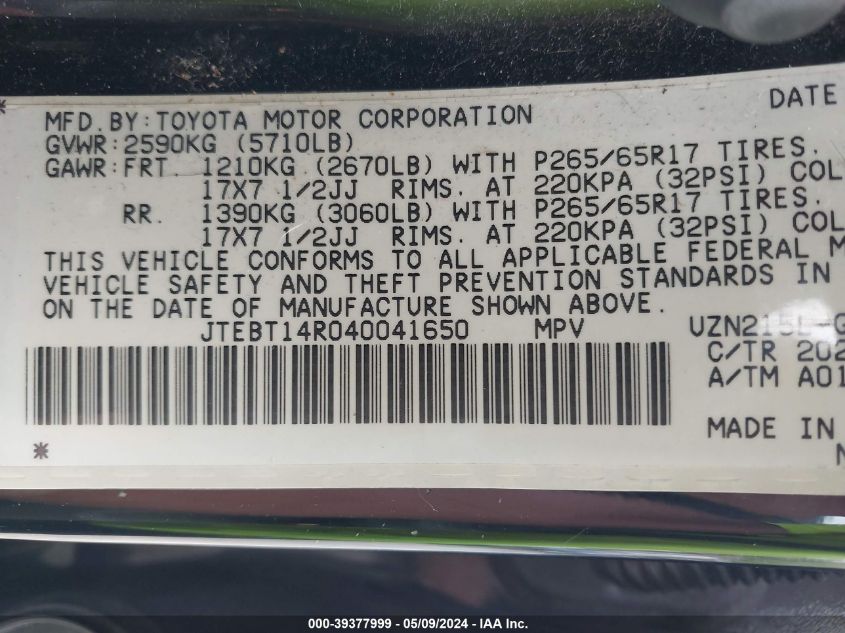 MFD. BY: TOYOTA MOTOR CORPORATION DATE
GVWR: 2590KG (5710LB)
GAWR: FRT. 1210KG (2670LB) WITH P265/65R17 TIRES.
17X7 1/2JJ RIMS. AT 220KPA (32PSI) COL
RR. 1390KG (3060LB) WITH P265/65R17 TIRES.
17X7 1/2JJ RIMS. AT 220KPA (32PSI) COL
THIS VEHICLE CONFORMS TO ALL APPLICABLE FEDERAL M
VEHICLE SAFETY AND THEFT PREVENTION STANDARDS IN
ON THE DATE OF MANUFACTURE SHOWN ABOVE.
JTEBT14R040041650 MPV UZN215L-G
C/TR 202
A/TM A01
MADE IN
* N
000-39377999 - 05/09/2024 - IAA Inc.